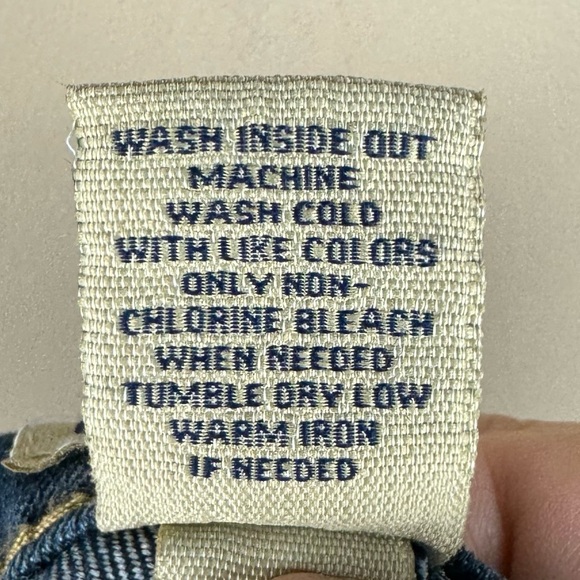 WASH INSIDE OUT
MACHINE
WASH COLD
WITH LIKE COLORS
ONLY NON-
CHLORINE BLEACH
WHEN NEEDED
TUMBLE DRY LOW
WARM IRON
IF NEEDED